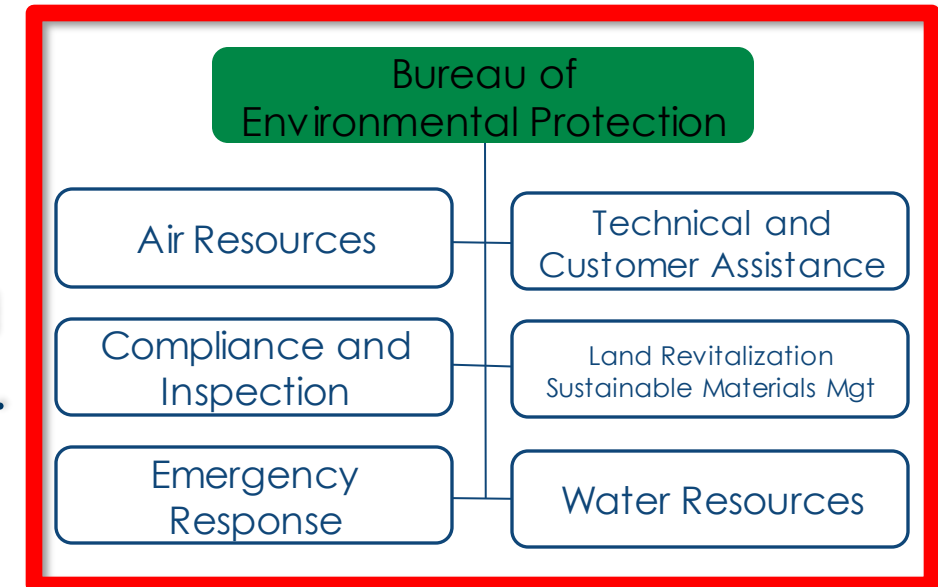 Bureau of
Environmental Protection
Air Resources
Technical and
Customer Assistance
Compliance and
Inspection
Land Revitalization
Sustainable Materials Mgt
Emergency
Response
Water Resources